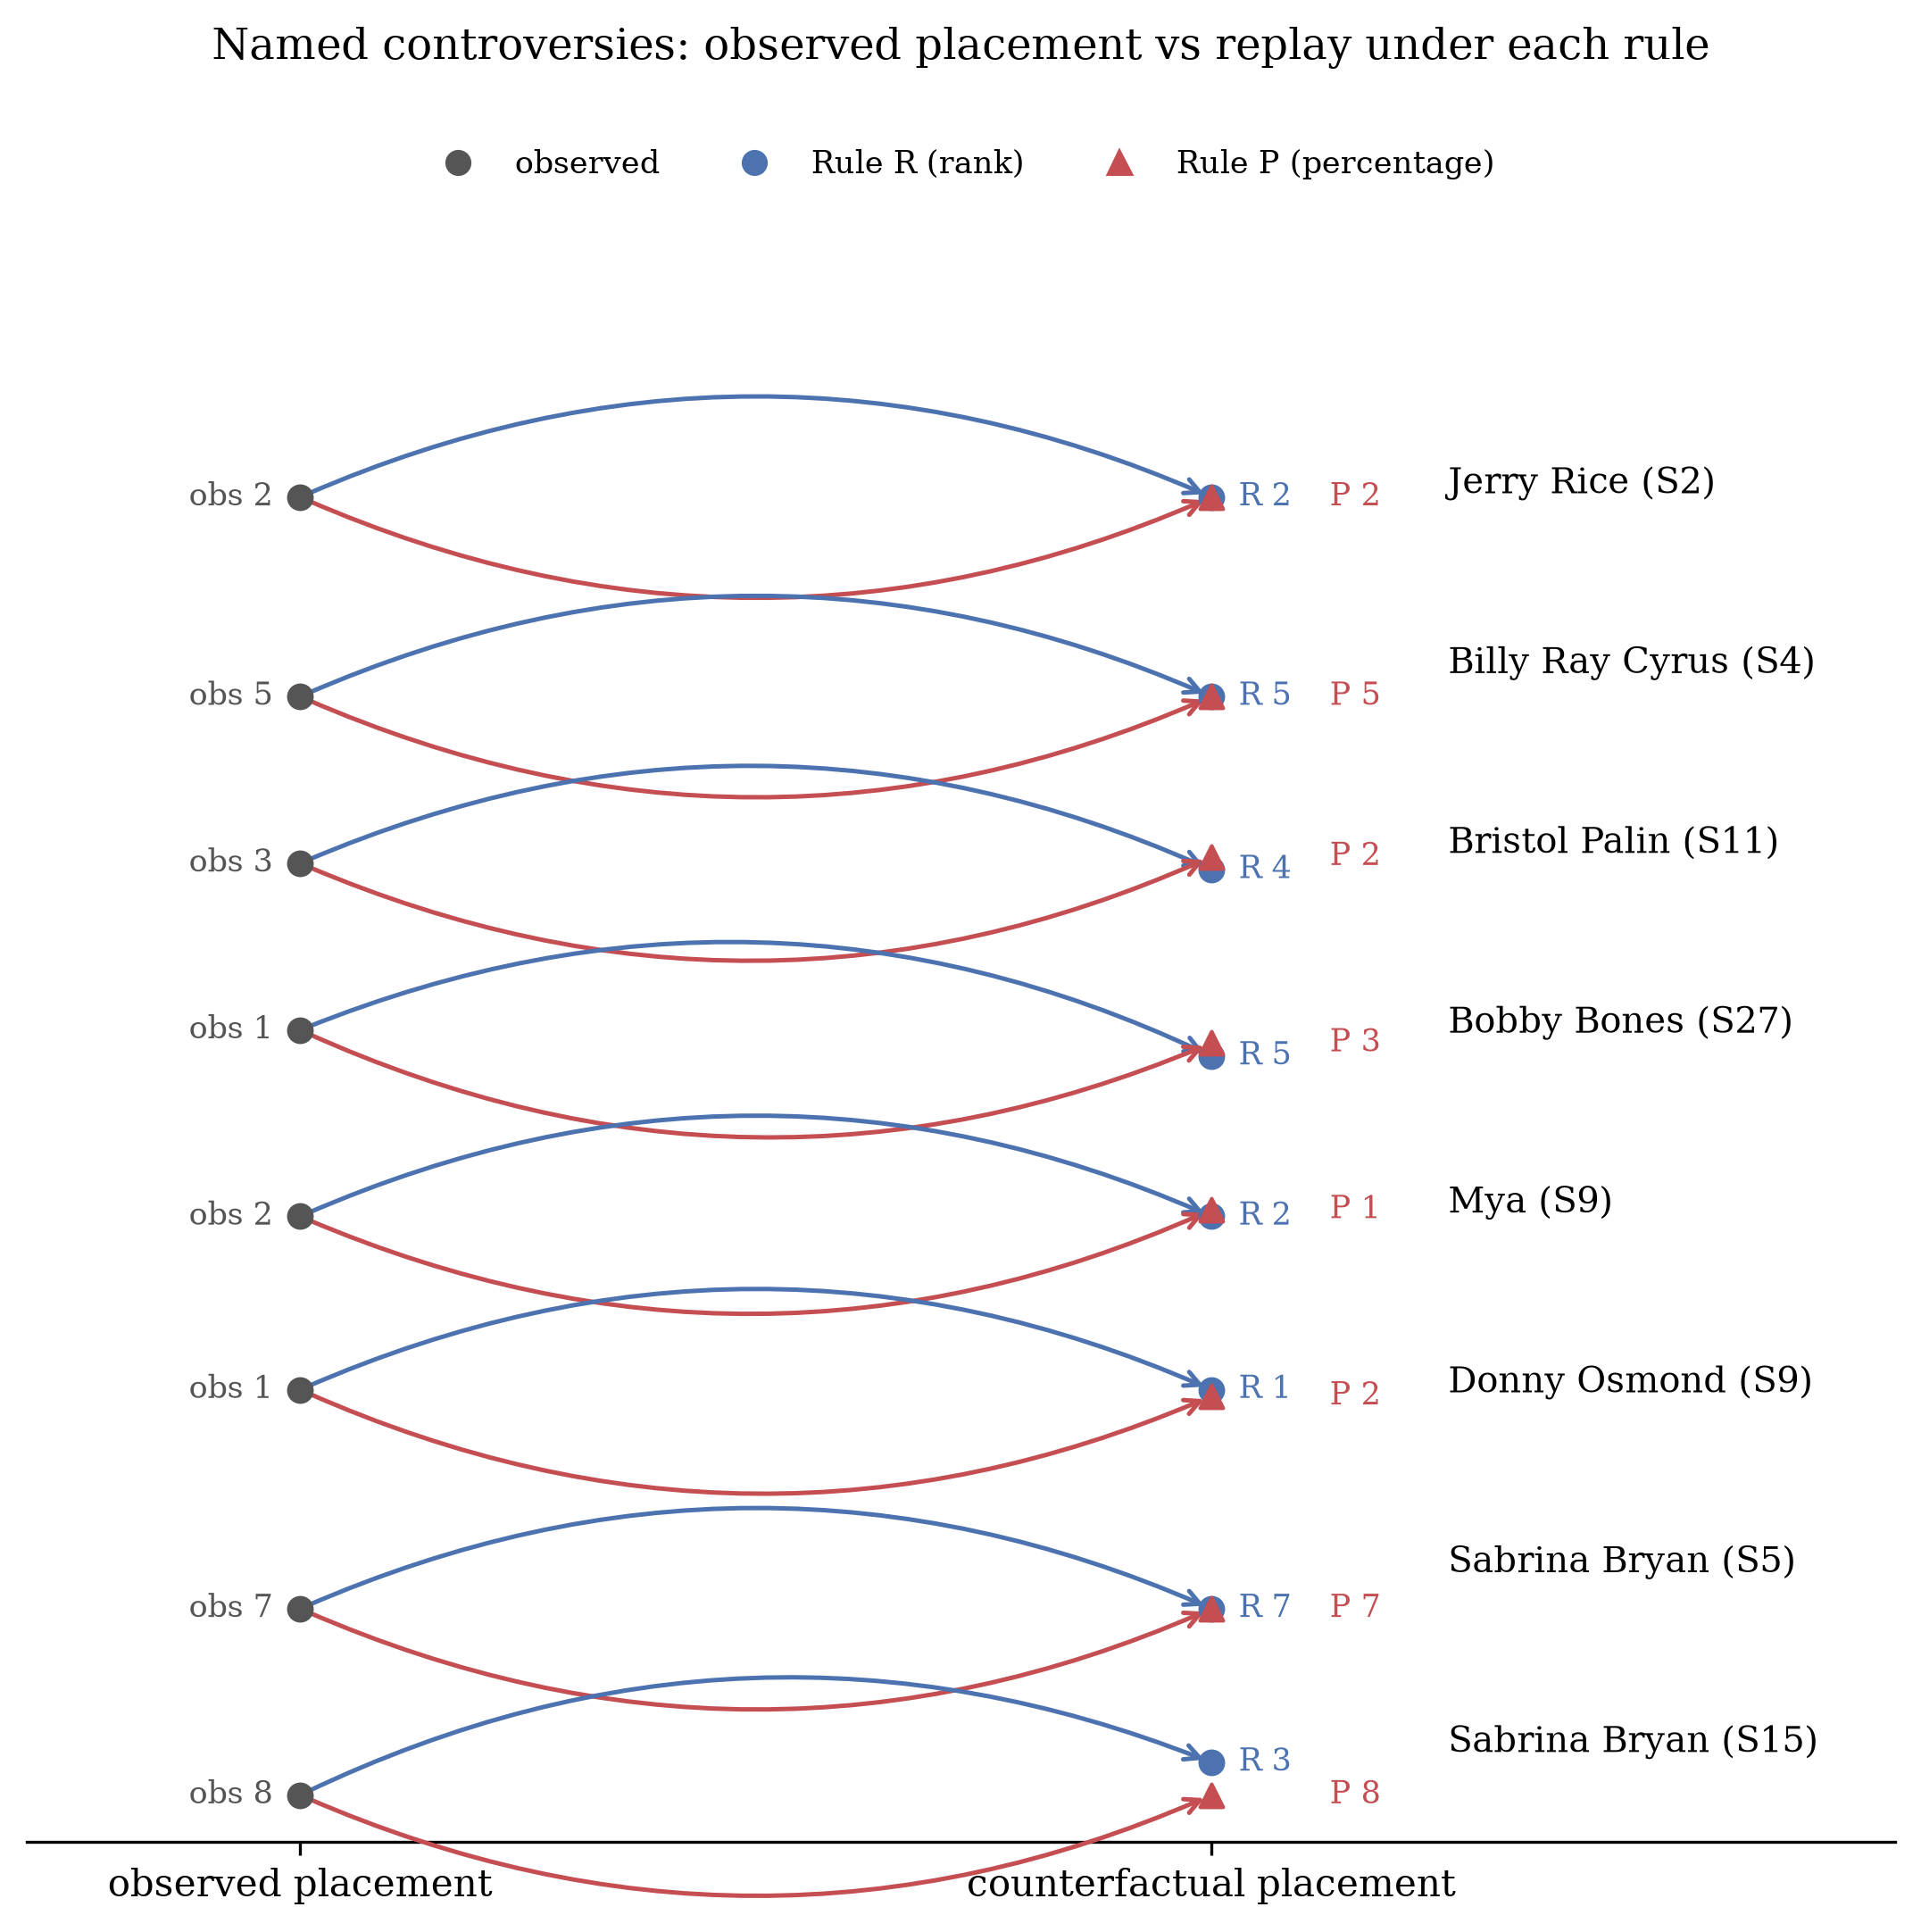 Named controversies: observed placement vs replay under each rule
observed Rule R (rank) Rule P (percentage)
obs 2 R 2 P 2 Jerry Rice (S2)
obs 5 R 5 P 5 Billy Ray Cyrus (S4)
obs 3 R 4 P 2 Bristol Palin (S11)
obs 1 R 5 P 3 Bobby Bones (S27)
obs 2 R 2 P 1 Mya (S9)
obs 1 R 1 P 2 Donny Osmond (S9)
obs 7 R 7 P 7 Sabrina Bryan (S5)
obs 8 R 3 P 8 Sabrina Bryan (S15)
observed placement counterfactual placement